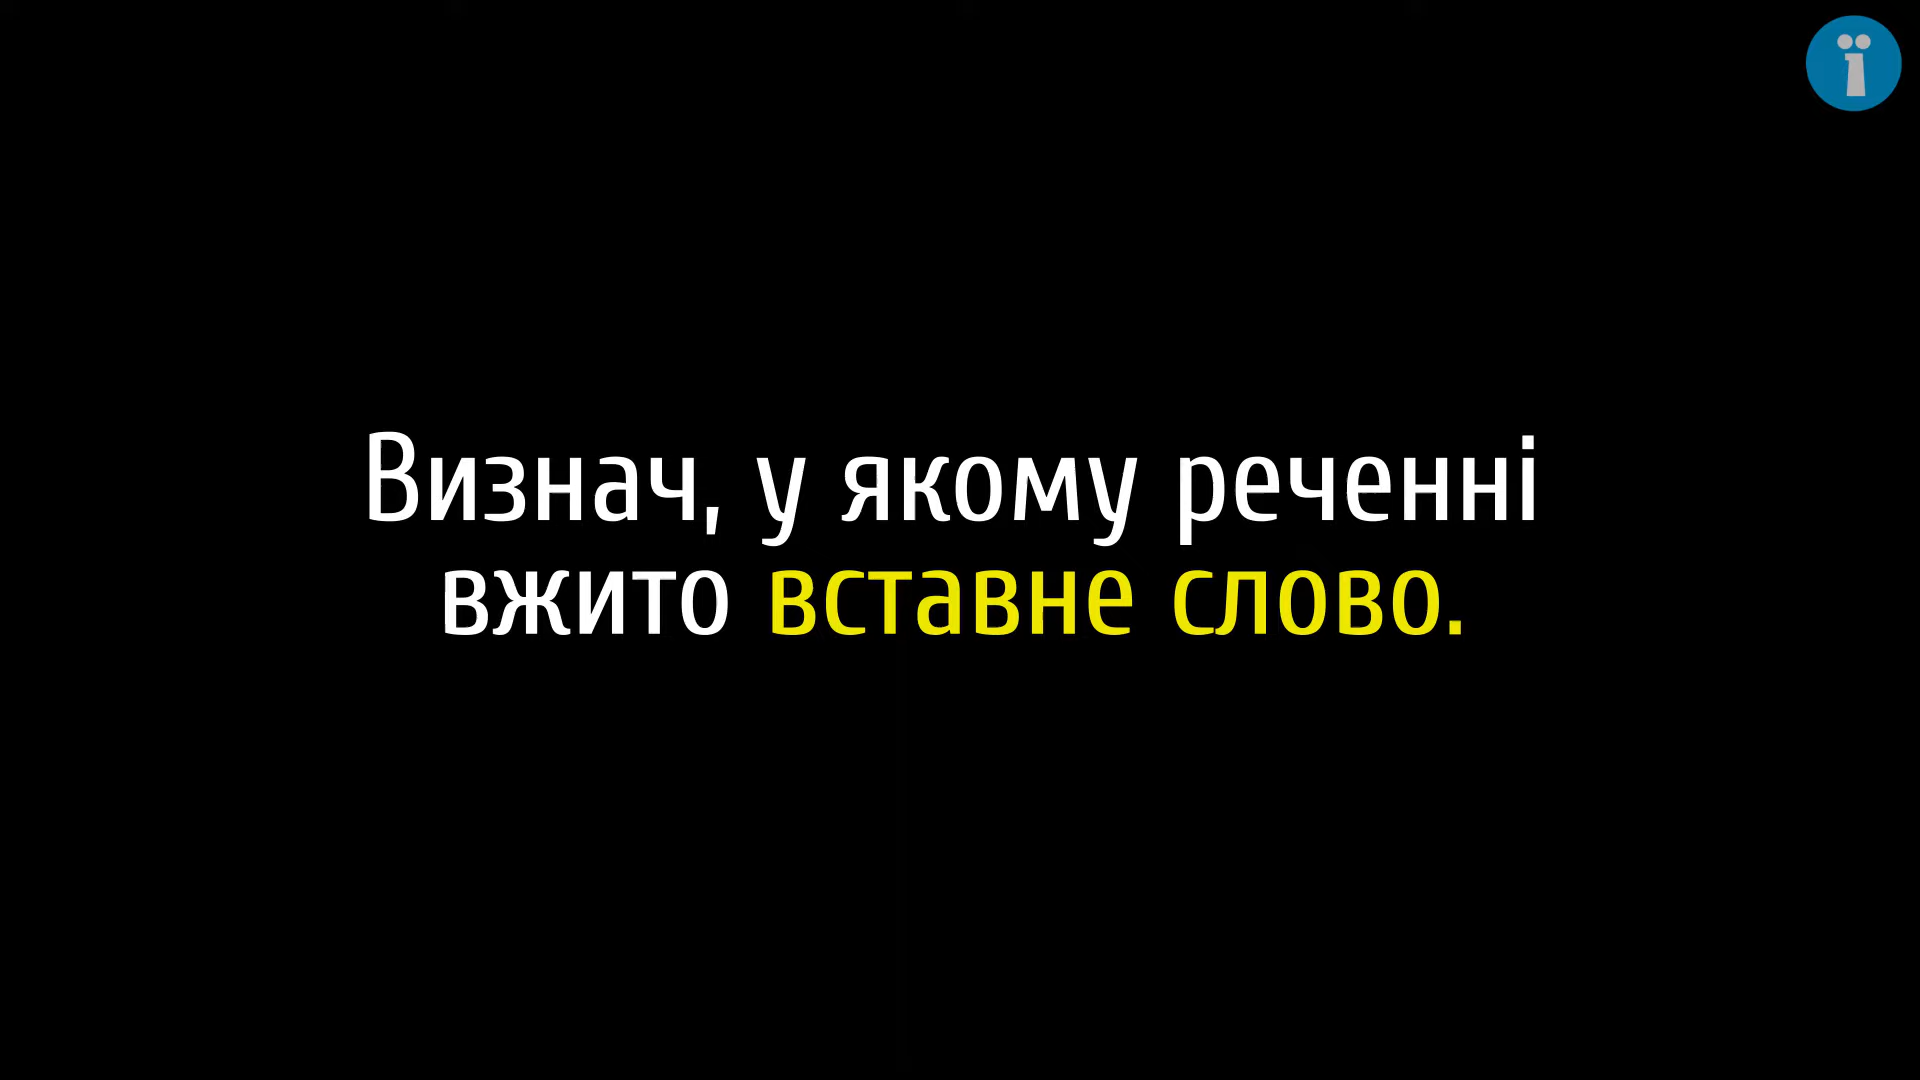 Визнач, у якому реченні
вжито вставне слово.